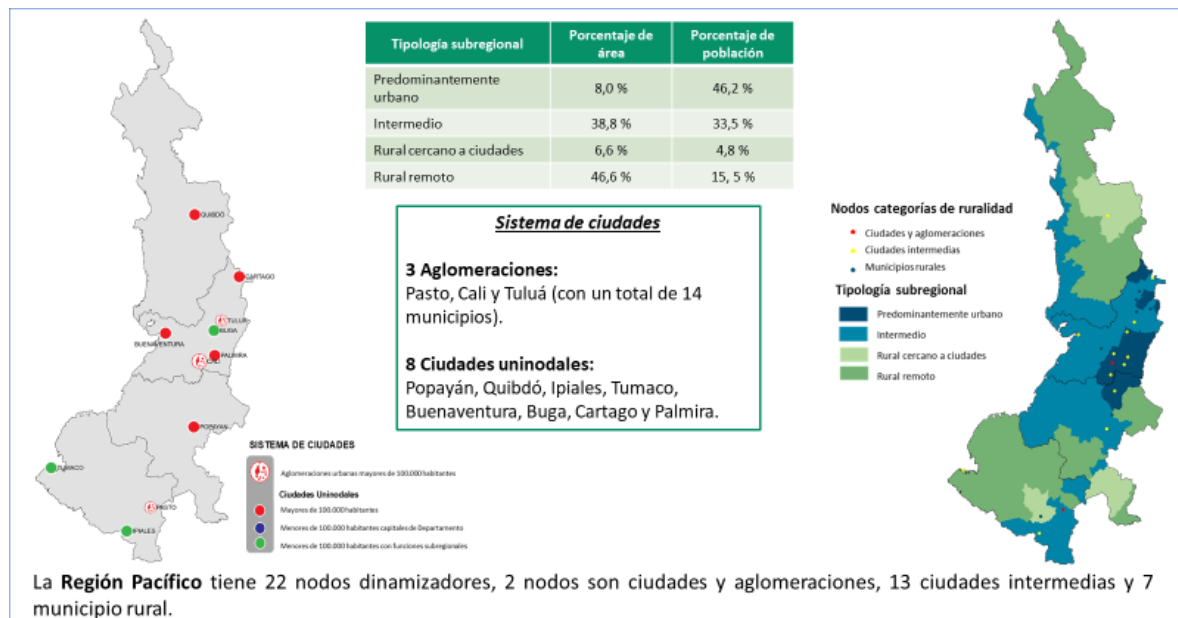 Tipología subregional
Porcentaje de área
Porcentaje de población
Predominantemente urbano
8,0 %
46,2 %
Intermedio
38,8 %
33,5 %
Rural cercano a ciudades
6,6 %
4,8 %
Rural remoto
46,6 %
15, 5 %
Sistema de ciudades
3 Aglomeraciones:
Pasto, Cali y Tuluá (con un total de 14
municipios).
8 Ciudades uninodales:
Popayán, Quibdó, Ipiales, Tumaco,
Buenaventura, Buga, Cartago y Palmira.
QUIBDÓ
CARTAGO
BUGA
BUENAVENTURA
PALMIRA
POPAYAN
TUMACO
PASTO
IPIALES
SISTEMA DE CIUDADES
Aglomeraciones urbanas mayores de 100.000 habitantes
Ciudades Uninodales
Mayores de 100.000 habitantes
Menores de 100.000 habitantes capitales de Departamento
Menores de 100.000 habitantes con funciones subregionales
Nodos categorías de ruralidad
Ciudades y aglomeraciones
Ciudades intermedias
Municipios rurales
Tipología subregional
Predominantemente urbano
Intermedio
Rural cercano a ciudades
Rural remoto
La Región Pacífico tiene 22 nodos dinamizadores, 2 nodos son ciudades y aglomeraciones, 13 ciudades intermedias y 7
municipio rural.